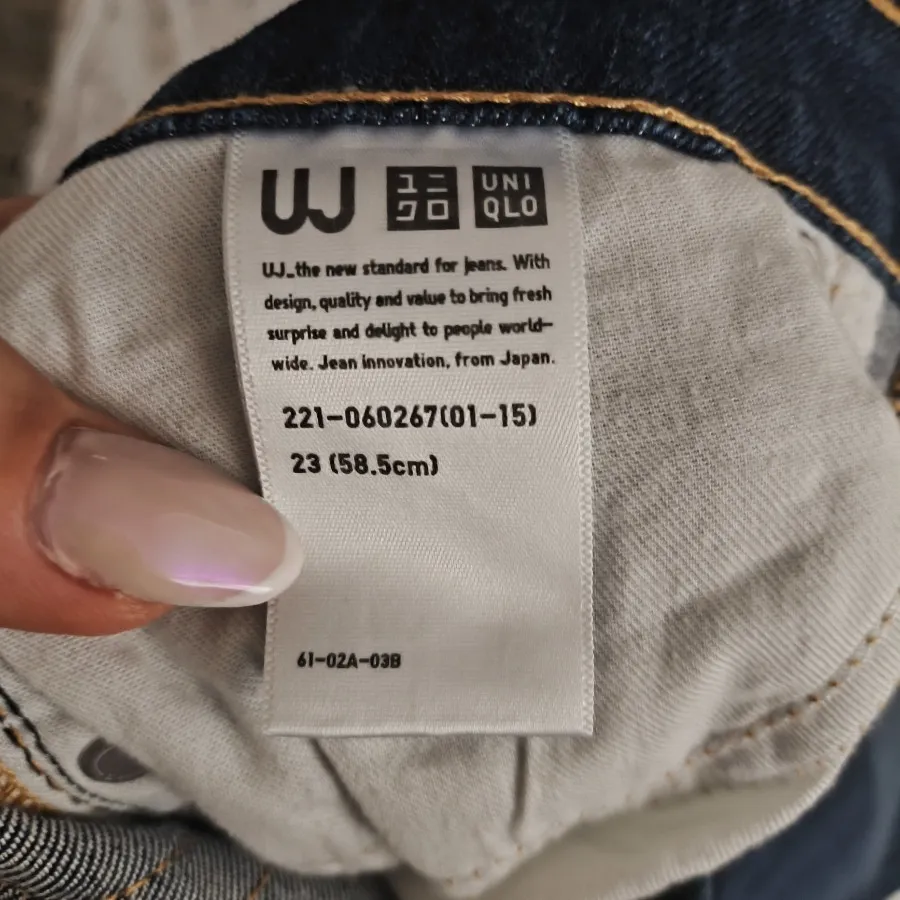 UJ ユニ UNI
クロ QLO
UJ_the new standard for jeans. With
design, quality and value to bring fresh
surprise and delight to people world-
wide. Jean innovation, from Japan.
221-060267(01-15)
23 (58.5cm)
61-02A-03B